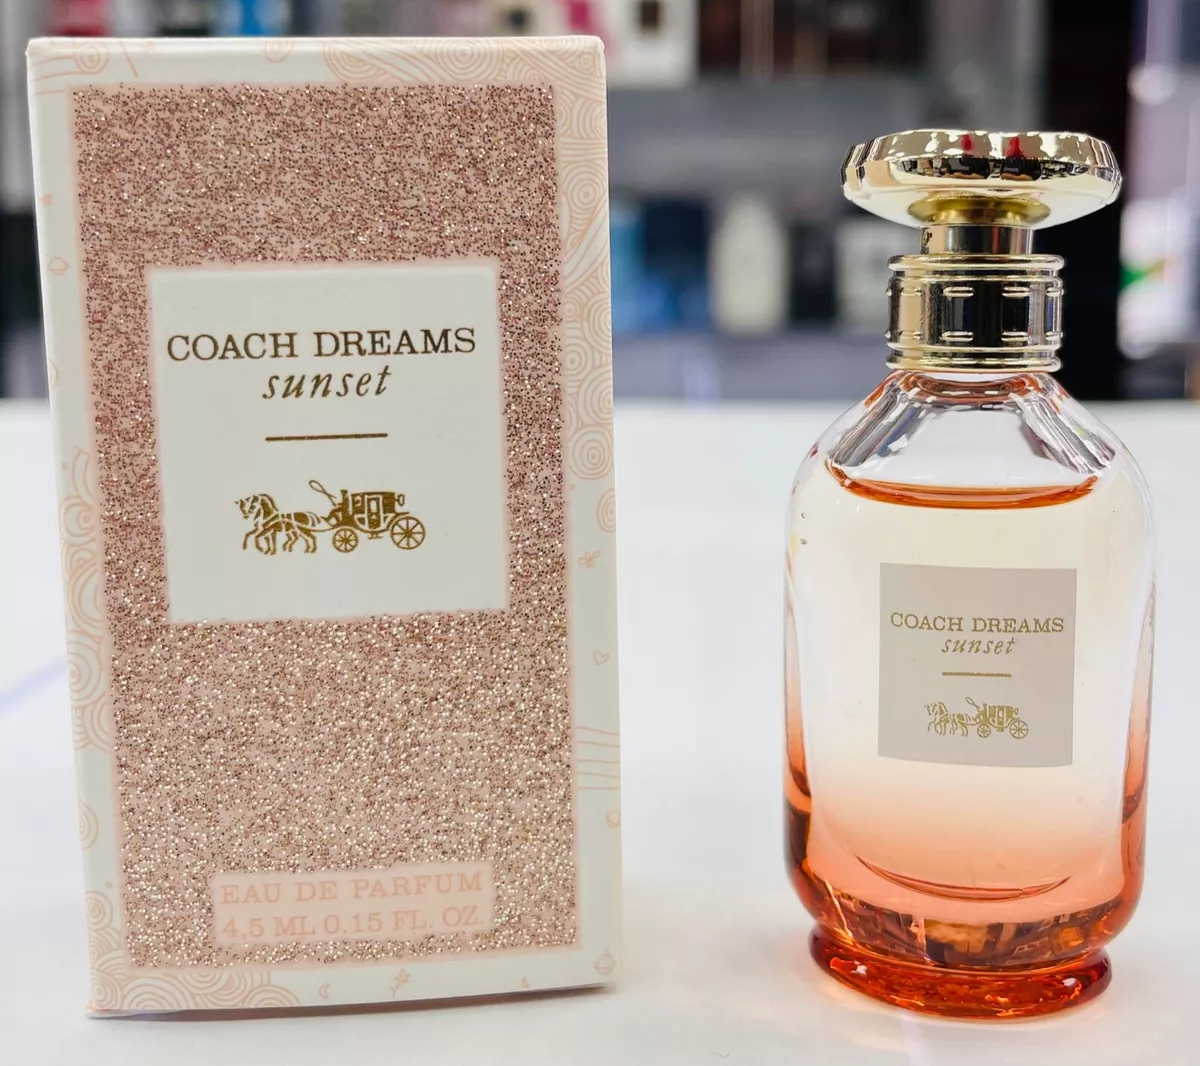 COACH DREAMS
sunset
EAU DE PARFUM
4,5 ML 0.15 FL. OZ.
COACH DREAMS
sunset